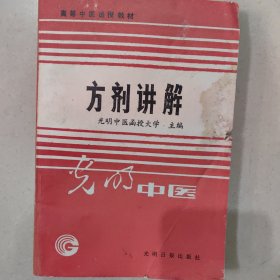 高等中医函授教材
方剂讲解
光明中医函授大学·主编
光明中医
光明日报出版社